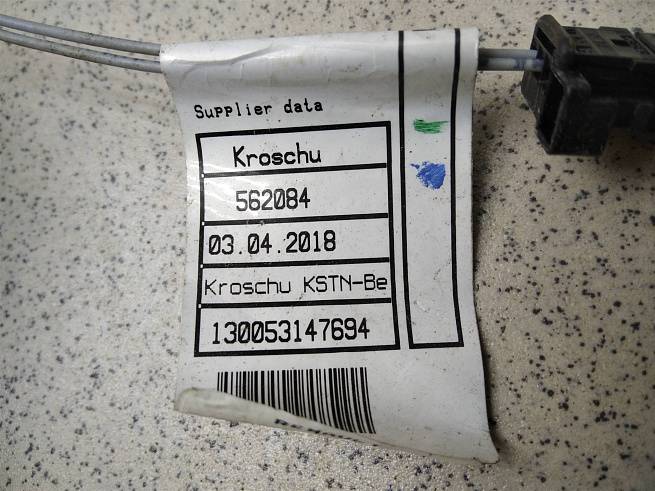 Supplier data
Kroschu
562084
03.04.2018
Kroschu KSTN-Be
130053147694